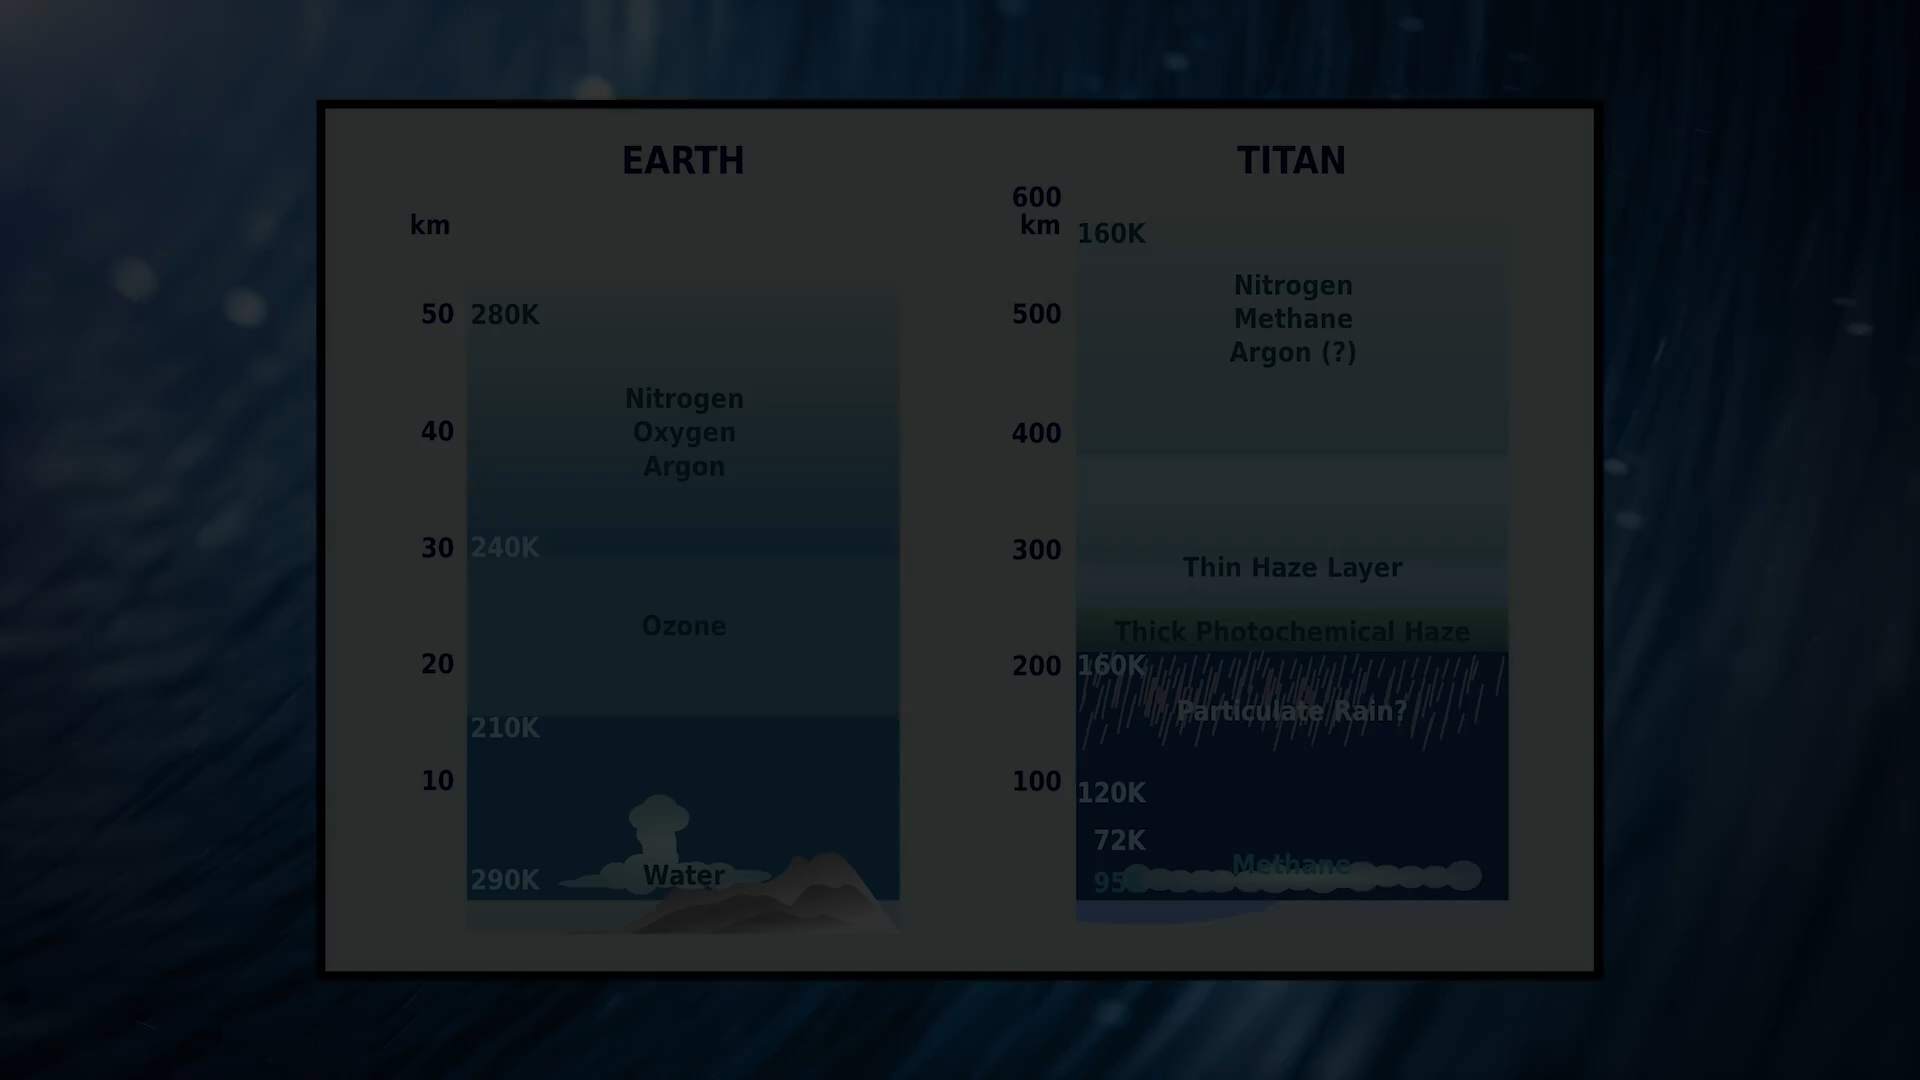 EARTH
km
50 280K
Nitrogen
40
Oxygen
Argon
30 240K
Ozone
20
210K
10
Water
290K
TITAN
600
km
160K
Nitrogen
500
Methane
Argon (?)
400
300
Thin Haze Layer
Thick Photochemical Haze
200 160K
Particulate Rain?
100
120K
72K
Methane
95